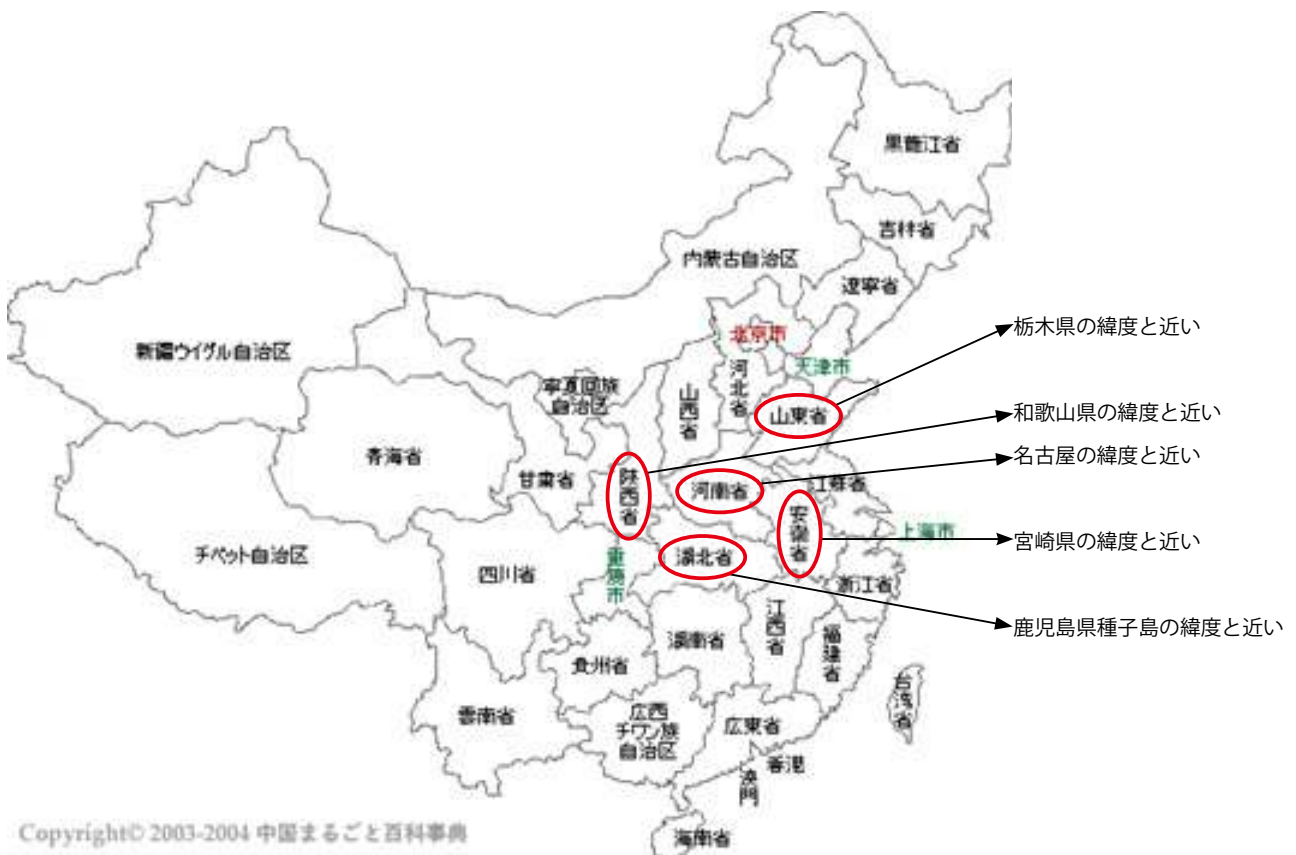 黒龍江省
吉林省
内蒙古自治区
遼寧省
北京市
天津市
河北省
山西省
山東省
新疆ウイグル自治区
寧夏回族
自治区
青海省
甘粛省
陝西省
河南省
江蘇省
安徽省
上海市
チベット自治区
四川省
重慶市
湖北省
浙江省
江西省
湖南省
福建省
貴州省
台湾省
雲南省
広西
チワン族
自治区
広東省
香港
澳門
海南省
栃木県の緯度と近い
和歌山県の緯度と近い
名古屋の緯度と近い
宮崎県の緯度と近い
鹿児島県種子島の緯度と近い
Copyright© 2003-2004 中国まるごと百科事典